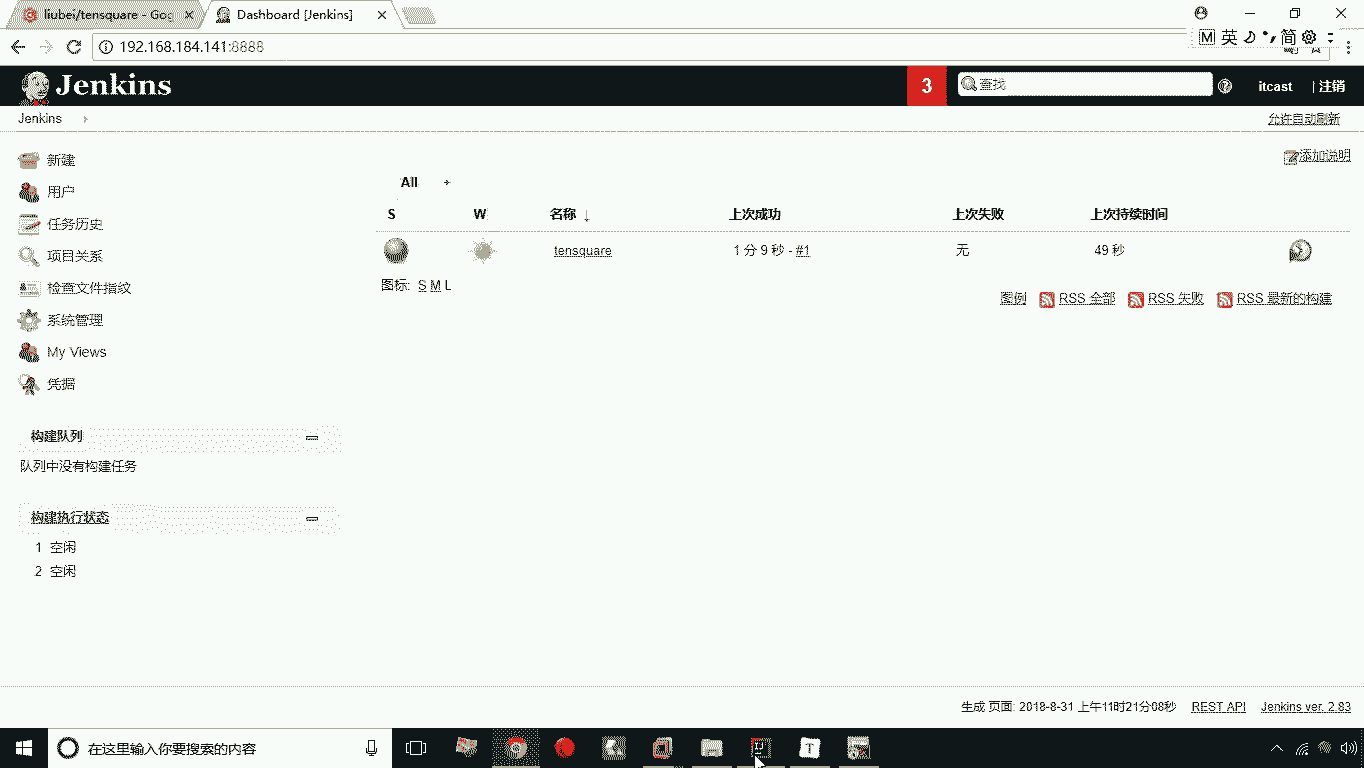 liubei/tensquare - Gog
Dashboard [Jenkins]
192.168.184.141:8888
M 英 简
Jenkins
3
查找
itcast | 注销
Jenkins
允许自动刷新
新建
用户
任务历史
项目关系
检查文件指纹
系统管理
My Views
凭据
构建队列
队列中没有构建任务
构建执行状态
1 空闲
2 空闲
添加说明
All +
S W 名称 ↓ 上次成功 上次失败 上次持续时间
tensquare 1 分 9 秒 - #1 无 49 秒
图标: S M L
图例 RSS 全部 RSS 失败 RSS 最新的构建
生成 页面: 2018-8-31 上午11时21分08秒 REST API Jenkins ver. 2.83
在这里输入你要搜索的内容